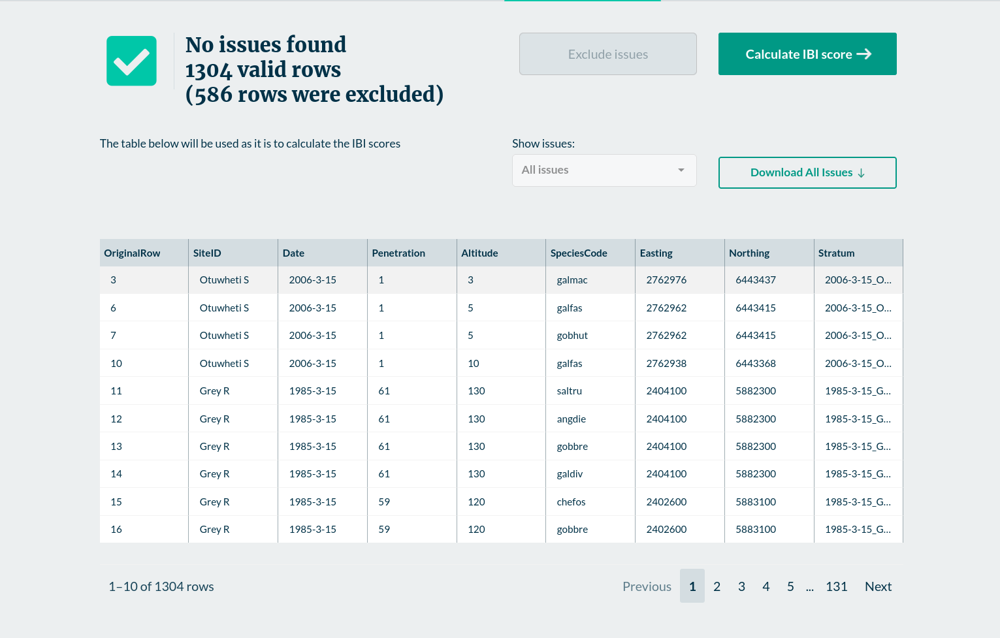 No issues found
1304 valid rows
(586 rows were excluded)
Exclude issues
Calculate IBI score →
The table below will be used as it is to calculate the IBI scores
Show issues:
All issues
Download All Issues ↓
OriginalRow SiteID Date Penetration Altitude SpeciesCode Easting Northing Stratum
3 Otuwheti S 2006-3-15 1 3 galmac 2762976 6443437 2006-3-15_O...
6 Otuwheti S 2006-3-15 1 5 galfas 2762962 6443415 2006-3-15_O...
7 Otuwheti S 2006-3-15 1 5 gobhut 2762962 6443415 2006-3-15_O...
10 Otuwheti S 2006-3-15 1 10 galfas 2762938 6443368 2006-3-15_O...
11 Grey R 1985-3-15 61 130 saltru 2404100 5882300 1985-3-15_G...
12 Grey R 1985-3-15 61 130 angdie 2404100 5882300 1985-3-15_G...
13 Grey R 1985-3-15 61 130 gobbre 2404100 5882300 1985-3-15_G...
14 Grey R 1985-3-15 61 130 galdiv 2404100 5882300 1985-3-15_G...
15 Grey R 1985-3-15 59 120 chefos 2402600 5883100 1985-3-15_G...
16 Grey R 1985-3-15 59 120 gobbre 2402600 5883100 1985-3-15_G...
1–10 of 1304 rows
Previous 1 2 3 4 5 ... 131 Next